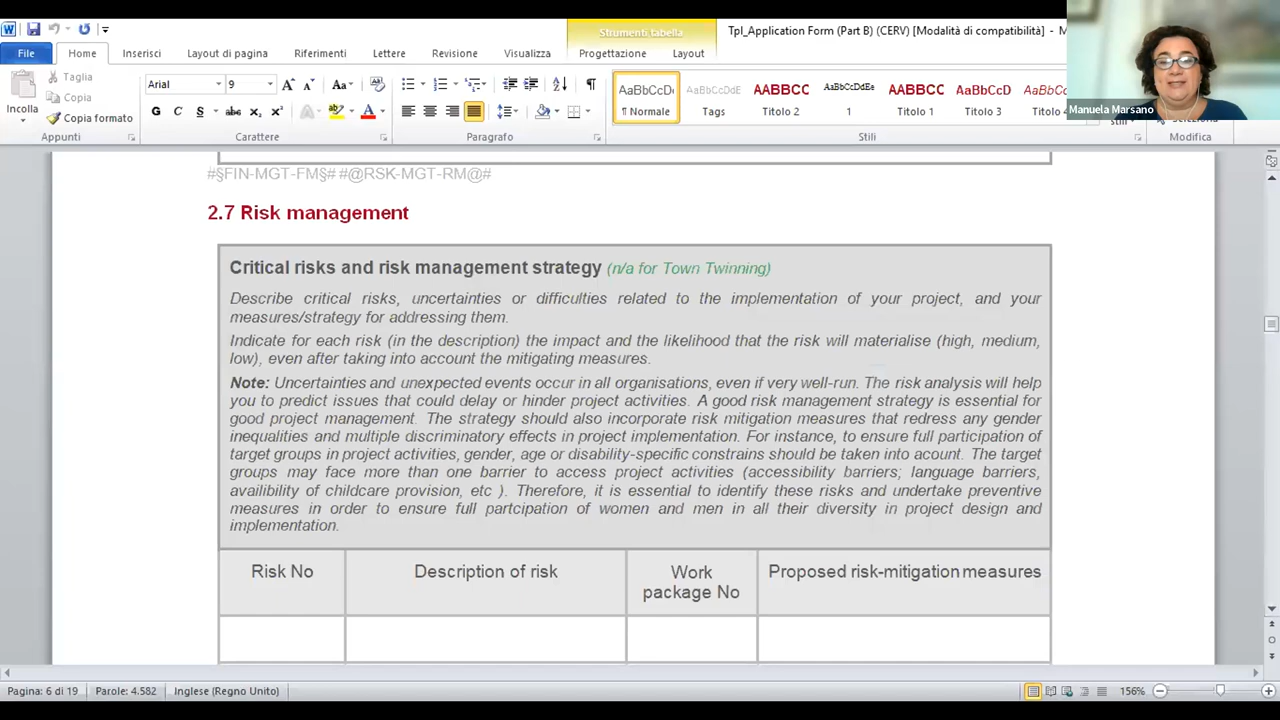 Strumenti tabella
Tpl_Application Form (Part B) (CERV) [Modalità di compatibilità] -
File Home Inserisci Layout di pagina Riferimenti Lettere Revisione Visualizza Progettazione Layout
Manuela Marsano
Incolla
Taglia
Copia
Copia formato
Appunti
Arial 9
Aa
G C S abc x₂ x²
Carattere
Paragrafo
AaBbCcDc AaBbCcDdEe AABBCC AaBbCcDdEe AABBCC AaBbCcD AaBbCcL
¶ Normale Tags Titolo 2 1 Titolo 1 Titolo 3 Titolo
Stili
Modifica
#§FIN-MGT-FM§# #@RSK-MGT-RM@#
2.7 Risk management
Critical risks and risk management strategy (n/a for Town Twinning)
Describe critical risks, uncertainties or difficulties related to the implementation of your project, and your
measures/strategy for addressing them.
Indicate for each risk (in the description) the impact and the likelihood that the risk will materialise (high, medium,
low), even after taking into account the mitigating measures.
Note: Uncertainties and unexpected events occur in all organisations, even if very well-run. The risk analysis will help
you to predict issues that could delay or hinder project activities. A good risk management strategy is essential for
good project management. The strategy should also incorporate risk mitigation measures that redress any gender
inequalities and multiple discriminatory effects in project implementation. For instance, to ensure full participation of
target groups in project activities, gender, age or disability-specific constrains should be taken into acount. The target
groups may face more than one barrier to access project activities (accessibility barriers; language barriers,
availibility of childcare provision, etc ). Therefore, it is essential to identify these risks and undertake preventive
measures in order to ensure full partcipation of women and men in all their diversity in project design and
implementation.
Risk No
Description of risk
Work
package No
Proposed risk-mitigation measures
Pagina: 6 di 19 Parole: 4.582 Inglese (Regno Unito) 156%